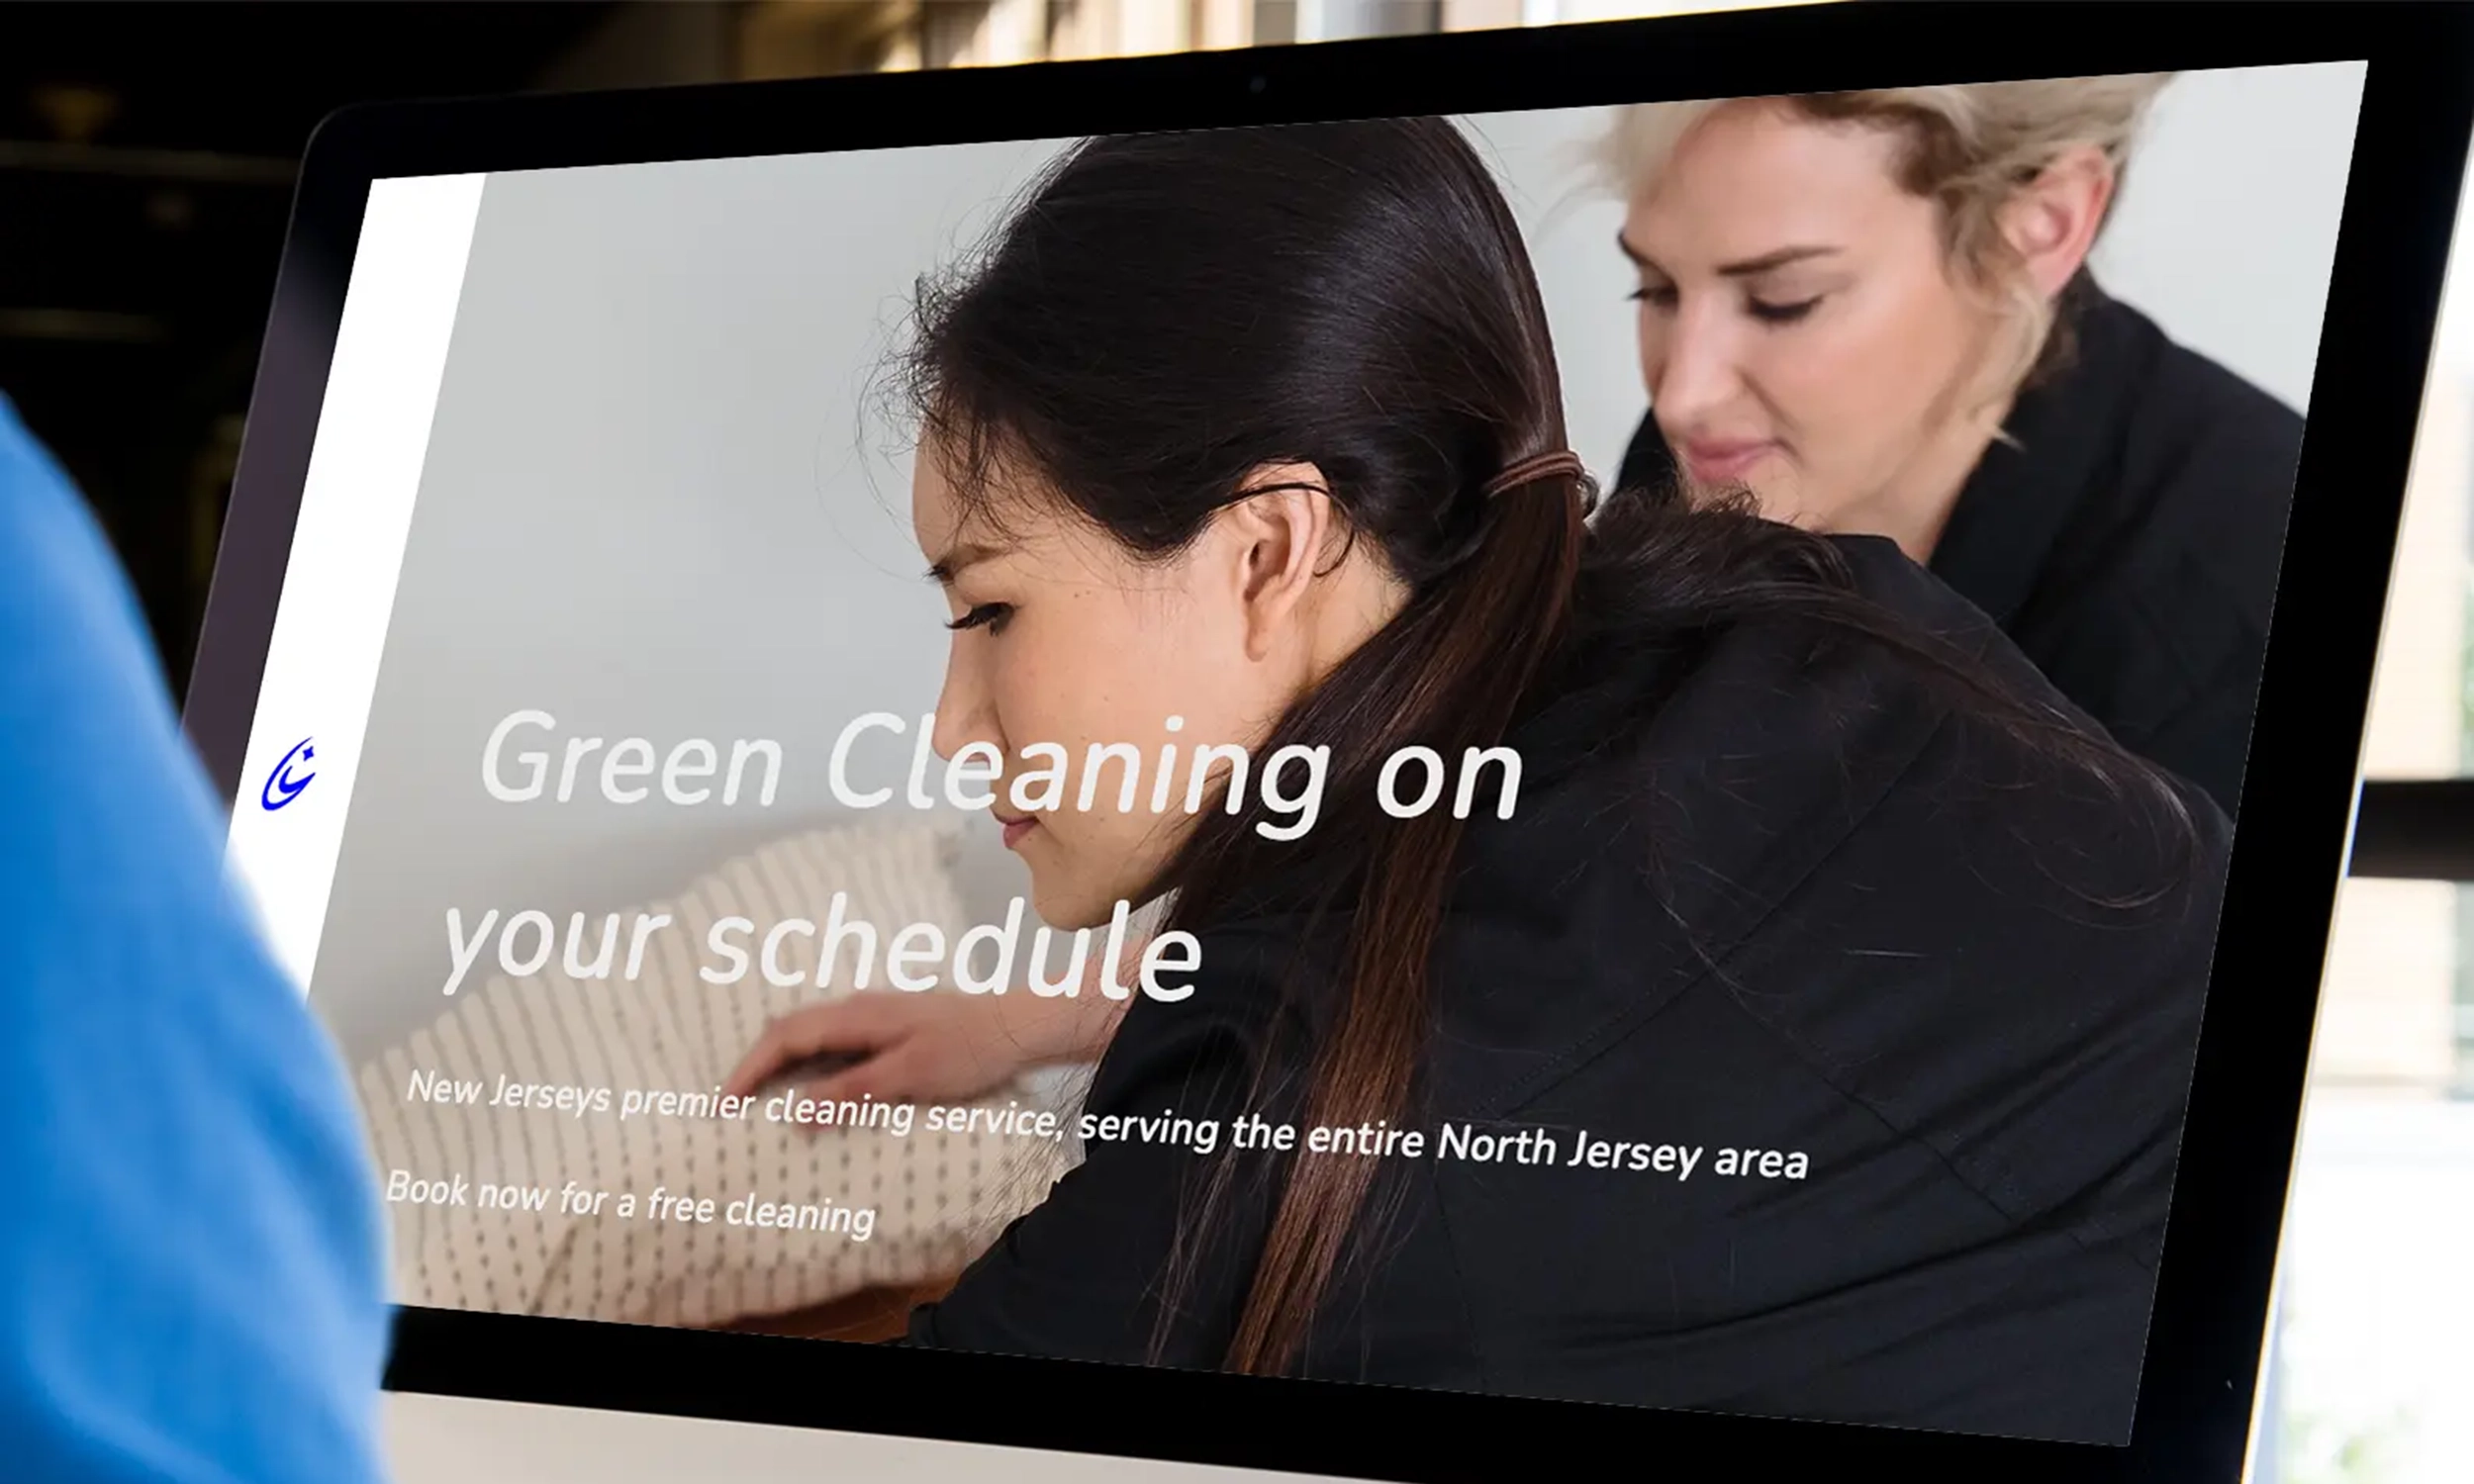 Green Cleaning on
your schedule
New Jerseys premier cleaning service, serving the entire North Jersey area
Book now for a free cleaning